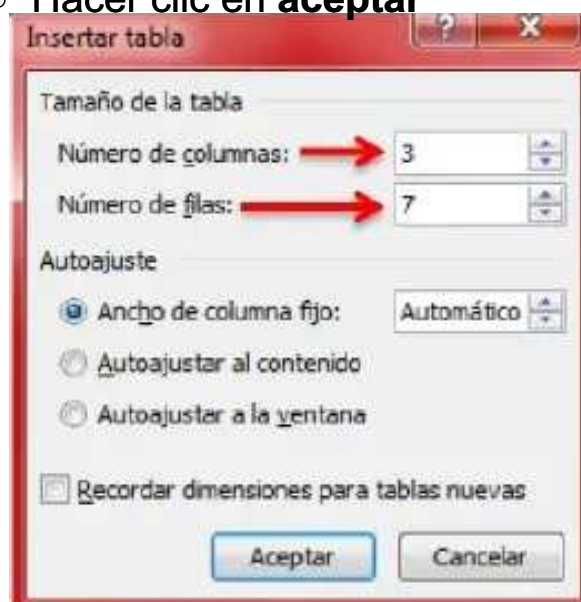 Hacer clic en aceptar
Insertar tabla
Tamaño de la tabla
Número de columnas: 3
Número de filas: 7
Autoajuste
Ancho de columna fijo: Automático
Autoajustar al contenido
Autoajustar a la ventana
Recordar dimensiones para tablas nuevas
Aceptar Cancelar